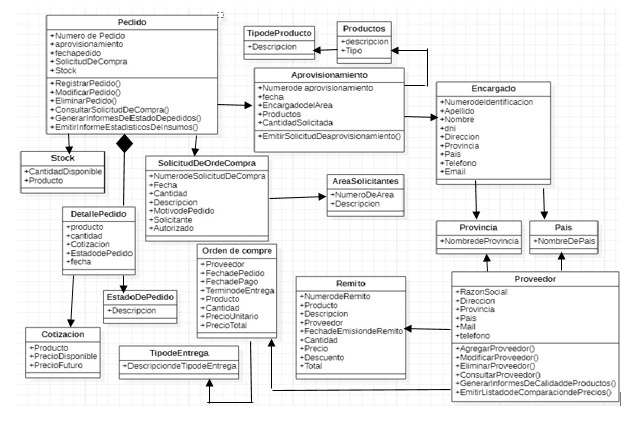 Pedido
+Numero de Pedido
+aprovisionamiento
+fechapedido
+SolicitudDeCompra
+Stock
+RegistrarPedido()
+ModificarPedido()
+EliminarPedido()
+ConsultarSolicitudDeCompra()
+GenerarInformesDelEstadoDepedidos()
+EmitirInformeEstadisticosDeInsumos()
TipodeProducto
+Descripcion
Productos
+descripcion
+Tipo
Aprovisionamiento
+Numerode aprovisionamiento
+fecha
+EncargadodelArea
+Productos
+CantidadSolicitada
+EmitirSolicitudDeaprovisionamiento()
Encargado
+NumerodeIdentificacion
+Apellido
+Nombre
+dni
+Direccion
+Provincia
+Pais
+Telefono
+Email
Stock
+CantidadDisponible
+Producto
SolicitudDeOrdeCompra
+NumerodeSolicitudDeCompra
+Fecha
+Cantidad
+Descripcion
+MotivodePedido
+Solicitante
+Autorizado
AreaSolicitantes
+NumeroDeArea
+Descripcion
DetallePedido
+producto
+cantidad
+Cotizacion
+EstadodePedido
+fecha
Provincia
+NombredeProvincia
Pais
+NombreDePais
Orden de compre
+Proveedor
+FechadePedido
+FechadePago
+TerminodeEntrega
+Producto
+Cantidad
+PrecioUnitario
+PrecioTotal
EstadoDePedido
+Descripcion
Remito
+NumerodeRemito
+Producto
+Descripcion
+Proveedor
+FechadeEmisiondeRemito
+Cantidad
+Precio
+Descuento
+Total
Proveedor
+RazonSocial
+Direccion
+Provincia
+Pais
+Mail
+telefono
+AgregarProveedor()
+ModificarProveedor()
+EliminarProveedor()
+ConsultarProveedor()
+GenerarInformesDeCalidaddeProductos()
+EmitirListadodeComparaciondePrecios()
Cotizacion
+Producto
+PrecioDisponible
+PrecioFuturo
TipodeEntrega
+DescripciondeTipodeEntrega